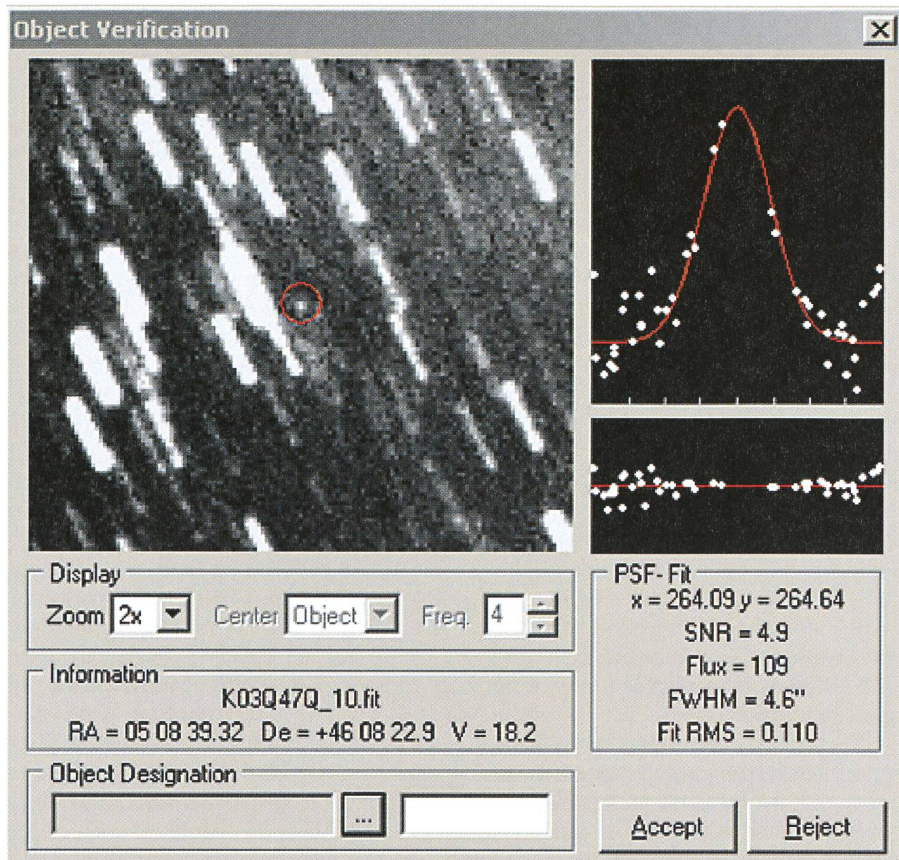 Object Verification
Display
Zoom 2x Center Object Freq. 4
Information
K03Q47Q_10.fit
RA = 05 08 39.32 De = +46 08 22.9 V = 18.2
Object Designation
...
PSF- Fit
x = 264.09 y = 264.64
SNR = 4.9
Flux = 109
FWHM = 4.6"
Fit RMS = 0.110
Accept Reject